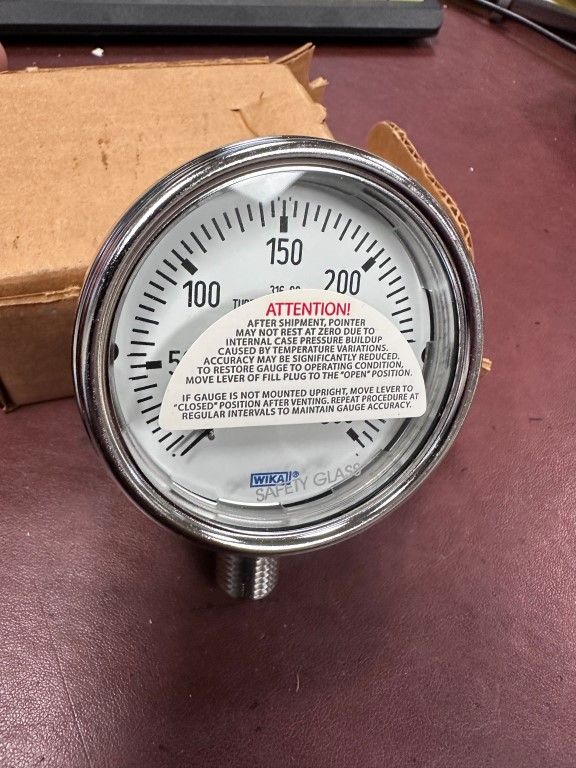 150
100
200
316
ATTENTION!
AFTER SHIPMENT, POINTER
MAY NOT REST AT ZERO DUE TO
INTERNAL CASE PRESSURE BUILDUP
CAUSED BY TEMPERATURE VARIATIONS.
ACCURACY MAY BE SIGNIFICANTLY REDUCED.
TO RESTORE GAUGE TO OPERATING CONDITION,
MOVE LEVER OF FILL PLUG TO THE "OPEN" POSITION.
IF GAUGE IS NOT MOUNTED UPRIGHT, MOVE LEVER TO
"CLOSED" POSITION AFTER VENTING. REPEAT PROCEDURE AT
REGULAR INTERVALS TO MAINTAIN GAUGE ACCURACY.
WIKA®
SAFETY GLASS